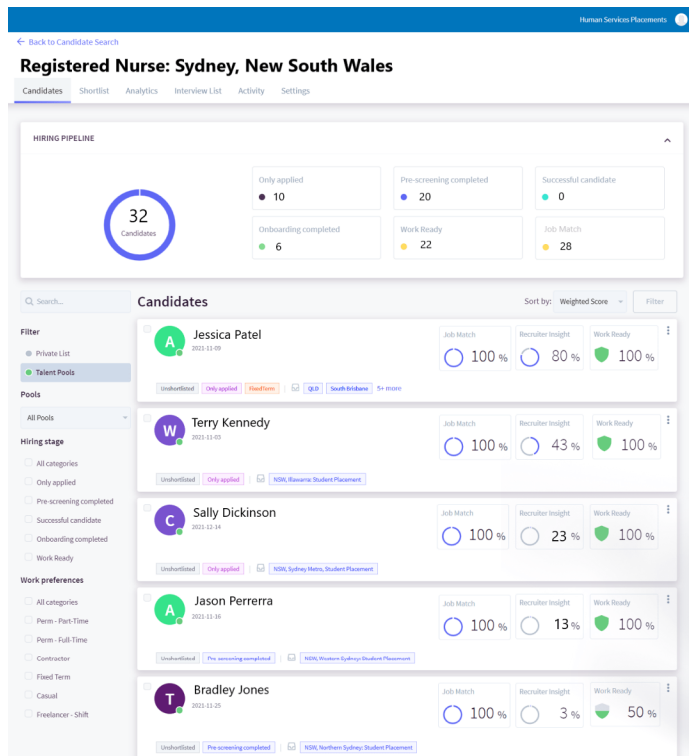 Human Services Placements
← Back to Candidate Search
Registered Nurse: Sydney, New South Wales
Candidates Shortlist Analytics Interview List Activity Settings
HIRING PIPELINE
32
Candidates
Only applied
10
Pre-screening completed
20
Successful candidate
0
Onboarding completed
6
Work Ready
22
Job Match
28
Search...
Filter
Private List
Talent Pools
Pools
All Pools
Hiring stage
All categories
Only applied
Pre-screening completed
Successful candidate
Onboarding completed
Work Ready
Work preferences
All categories
Perm - Part-Time
Perm - Full-Time
Contractor
Fixed Term
Casual
Freelancer - Shift
Candidates
Sort by: Weighted Score
Filter
A
Jessica Patel
2021-11-09
Job Match
100 %
Recruiter Insight
80 %
Work Ready
100 %
Unshortlisted Only applied FixedTerm QLD South Brisbane 5+ more
W
Terry Kennedy
2021-11-03
Job Match
100 %
Recruiter Insight
43 %
Work Ready
100 %
Unshortlisted Only applied NSW, Illawarra: Student Placement
C
Sally Dickinson
2021-12-14
Job Match
100 %
Recruiter Insight
23 %
Work Ready
100 %
Unshortlisted Only applied NSW, Sydney Metro, Student Placement
A
Jason Perrerra
2021-11-16
Job Match
100 %
Recruiter Insight
13 %
Work Ready
100 %
Unshortlisted Pre-screening completed NSW, Western Sydney: Student Placement
T
Bradley Jones
2021-11-25
Job Match
100 %
Recruiter Insight
3 %
Work Ready
50 %
Unshortlisted Pre-screening completed NSW, Northern Sydney: Student Placement